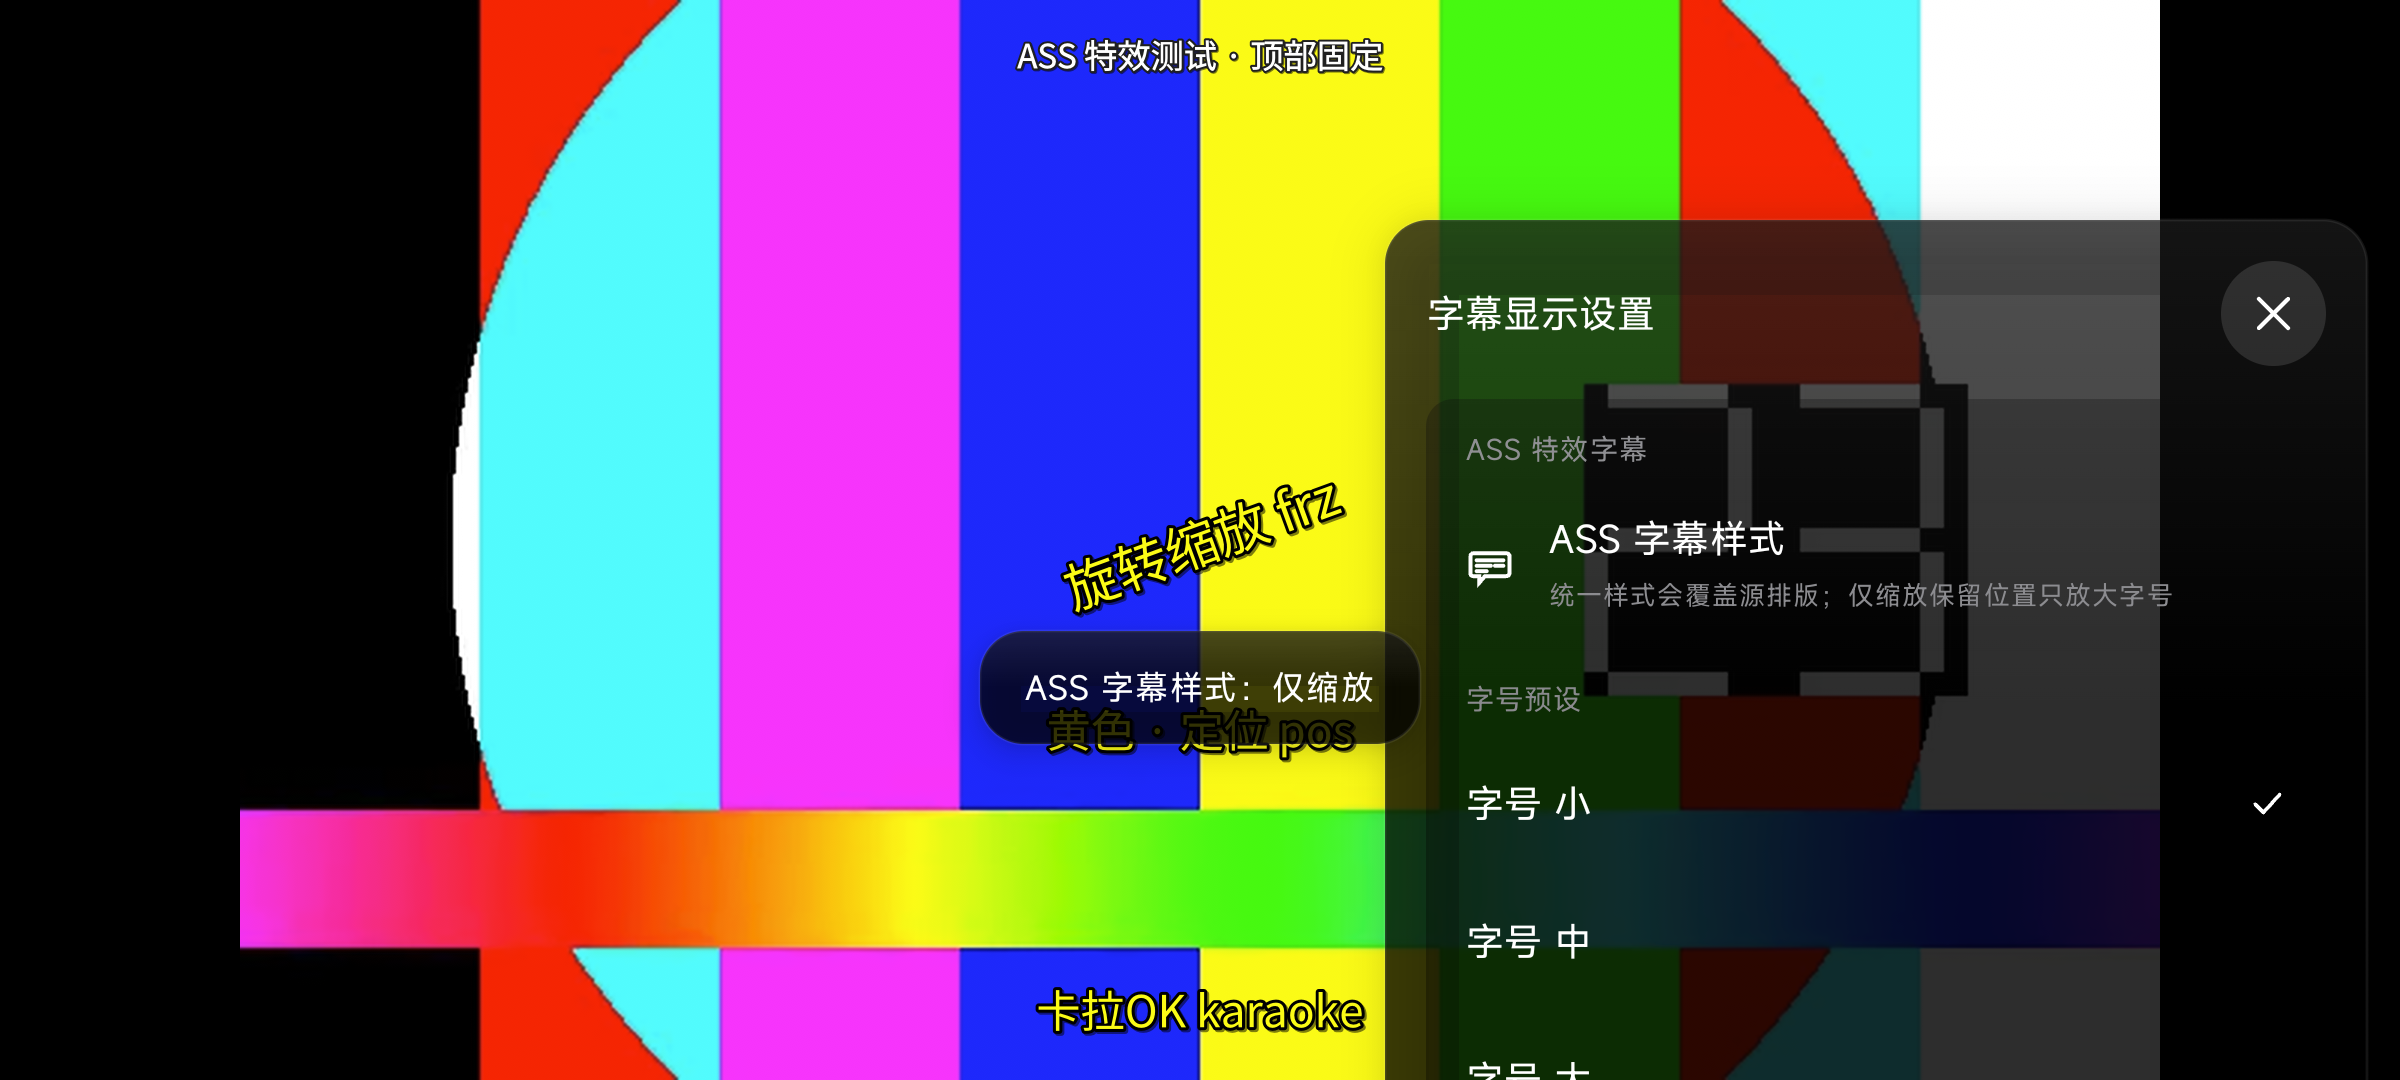 ASS 特效测试 · 顶部固定
字幕显示设置
ASS 特效字幕
ASS 字幕样式
统一样式会覆盖源排版；仅缩放保留位置只放大字号
旋转缩放 frz
ASS 字幕样式：仅缩放
黄色 · 定位 pos
字号预设
字号 小
字号 中
卡拉OK karaoke
字号 大